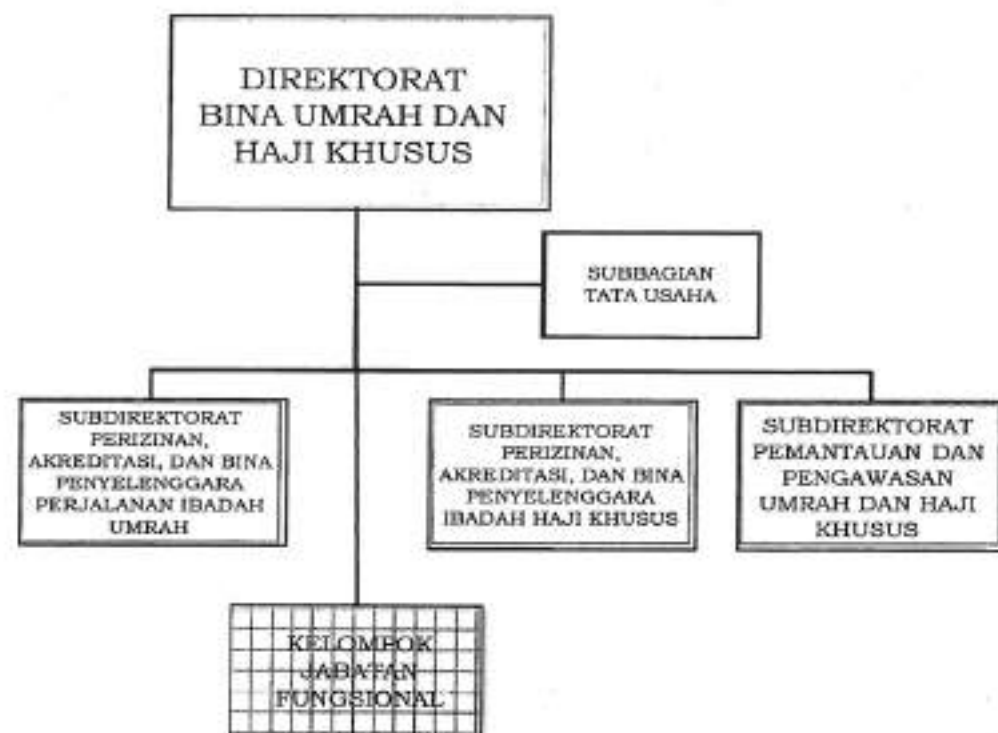 DIREKTORAT
BINA UMRAH DAN
HAJI KHUSUS
SUBBAGIAN
TATA USAHA
SUBDIREKTORAT
PERIZINAN,
AKREDITASI, DAN BINA
PENYELENGGARA
PERJALANAN IBADAH
UMRAH
SUBDIREKTORAT
PERIZINAN,
AKREDITASI, DAN BINA
PENYELENGGARA
IBADAH HAJI KHUSUS
SUBDIREKTORAT
PEMANTAUAN DAN
PENGAWASAN
UMRAH DAN HAJI
KHUSUS
KELOMPOK
JABATAN
FUNGSIONAL